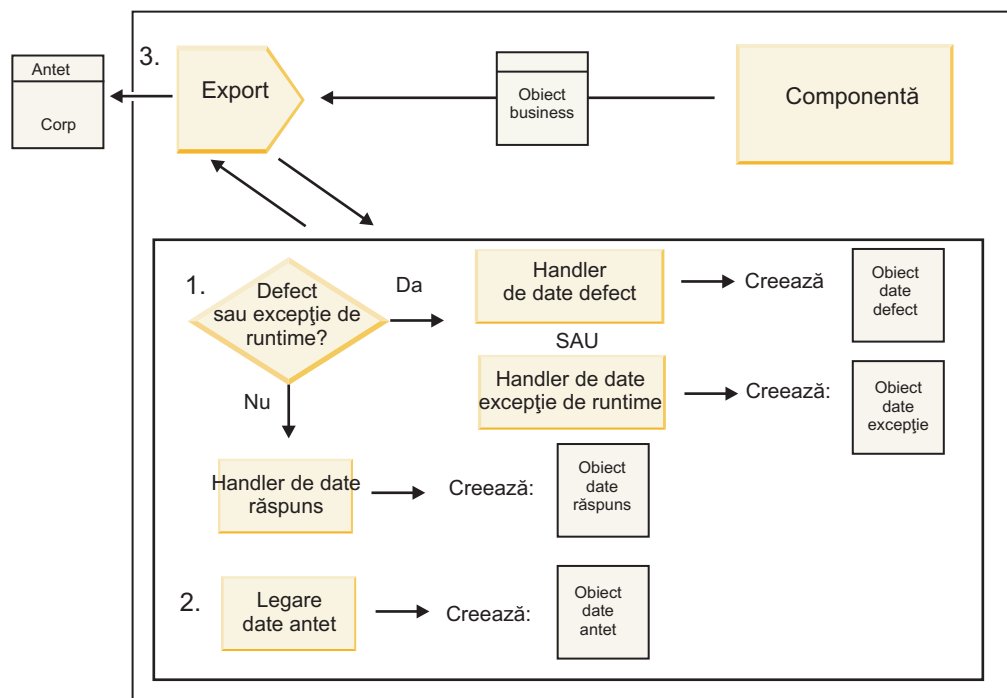 Antet
Corp
3.
Export
Obiect
business
Componentă
1.
Defect
sau excepţie de
runtime?
Da
Handler
de date defect
Creează
Obiect
date
defect
SAU
Handler de date
excepţie de runtime
Creează:
Obiect
date
excepţie
Nu
Handler de date
răspuns
Creează:
Obiect
date
răspuns
2.
Legare
date antet
Creează:
Obiect
date
antet